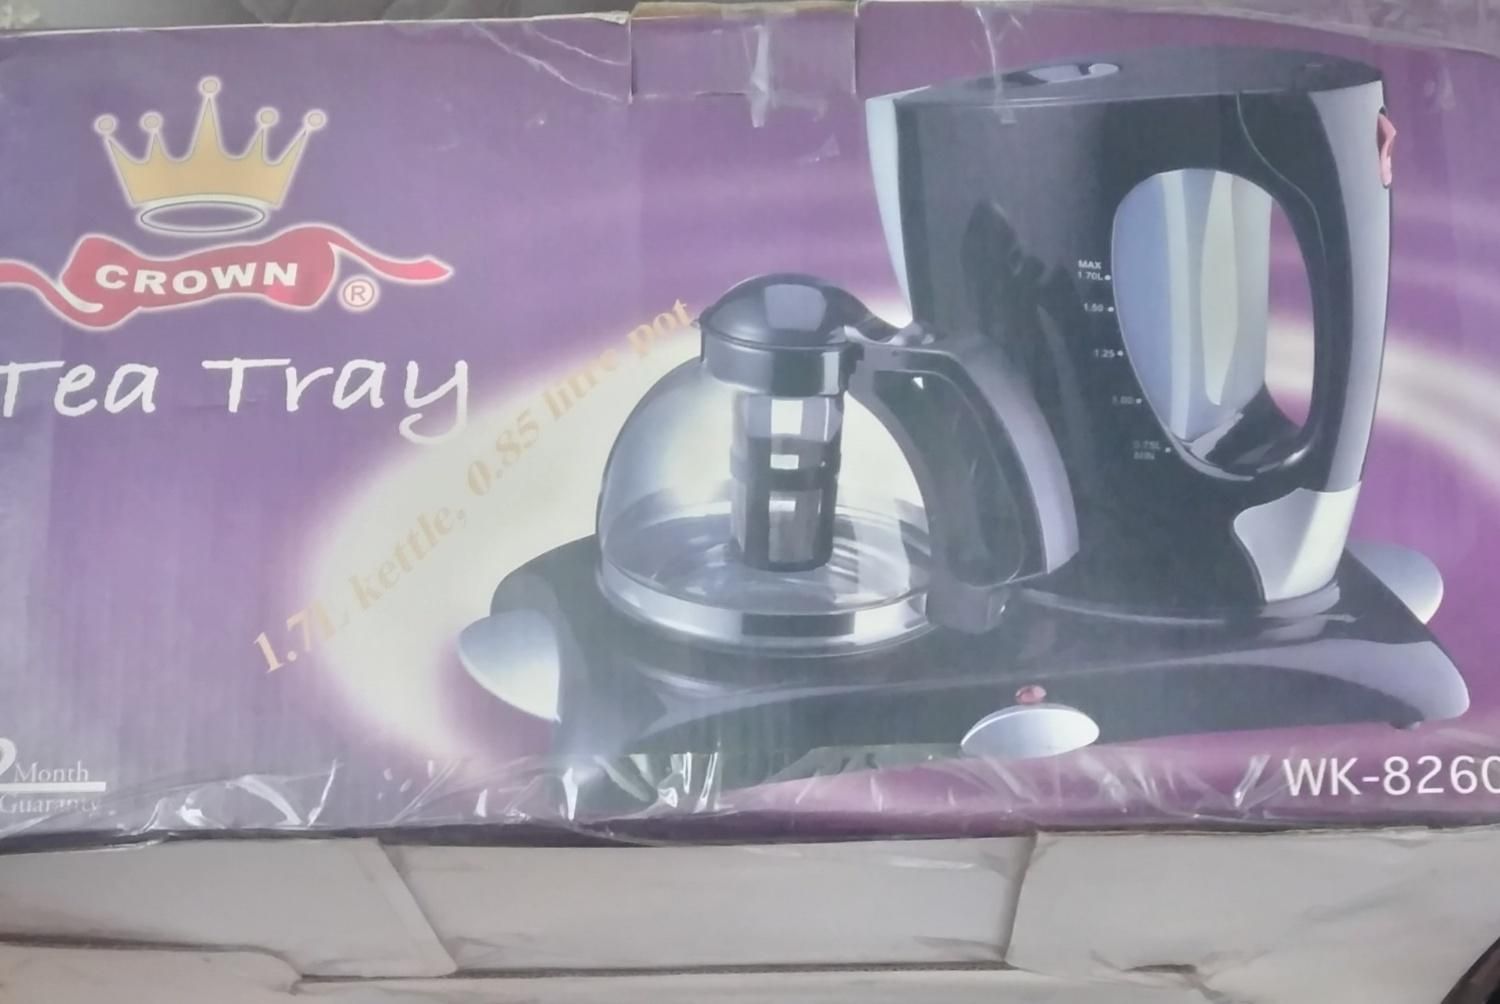 CROWN
®
Tea Tray
1.7L kettle, 0.85 litre pot
MAX
1.70L
1.50
1.25
1.00
0.75L
MIN
Month
Guaranty
WK-8260